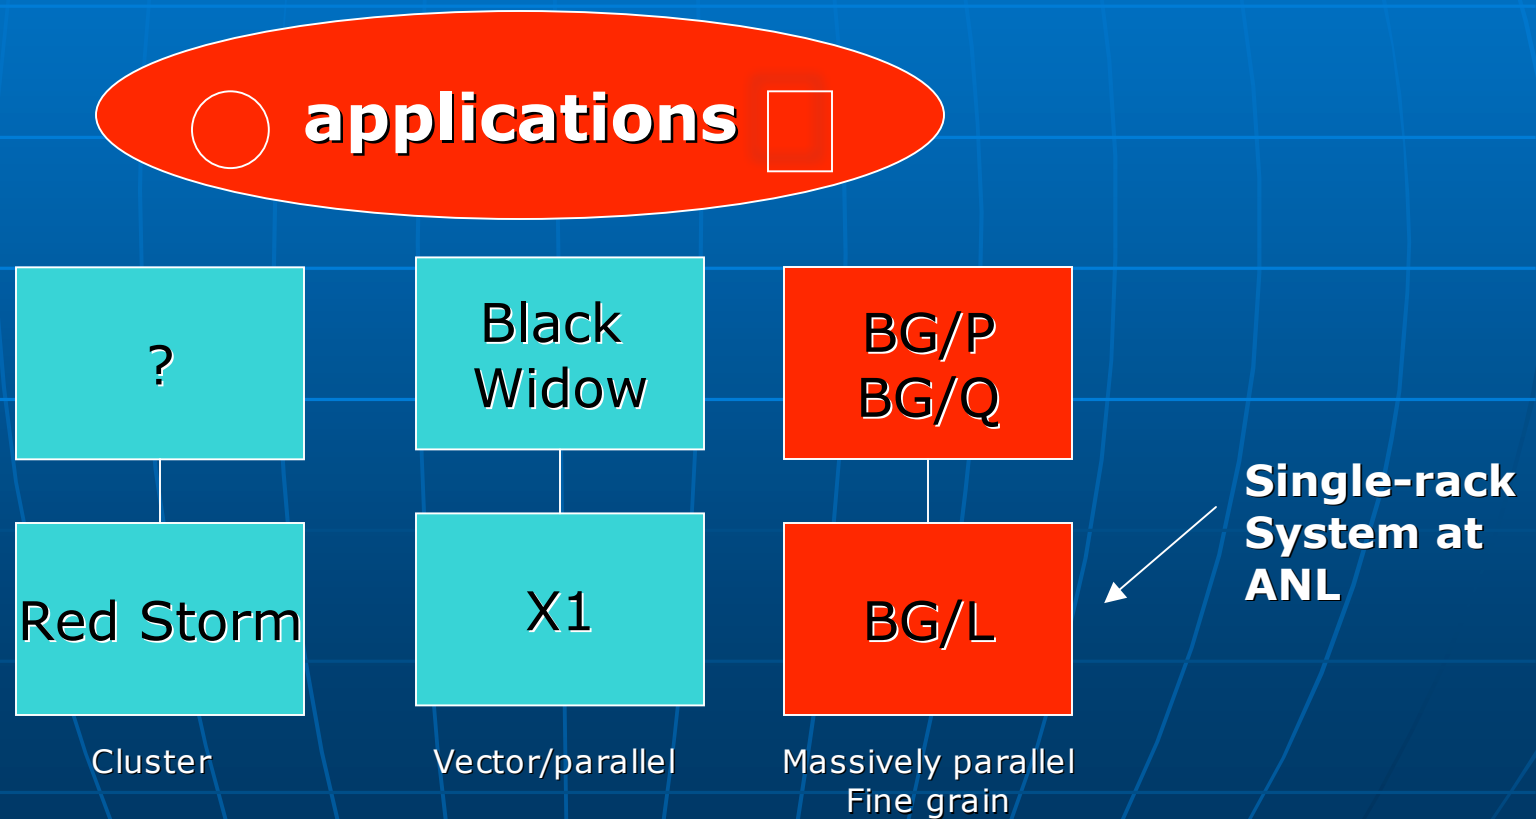 applications
?
Black
Widow
BG/P
BG/Q
Single-rack
System at
ANL
Red Storm
X1
BG/L
Cluster
Vector/parallel
Massively parallel
Fine grain